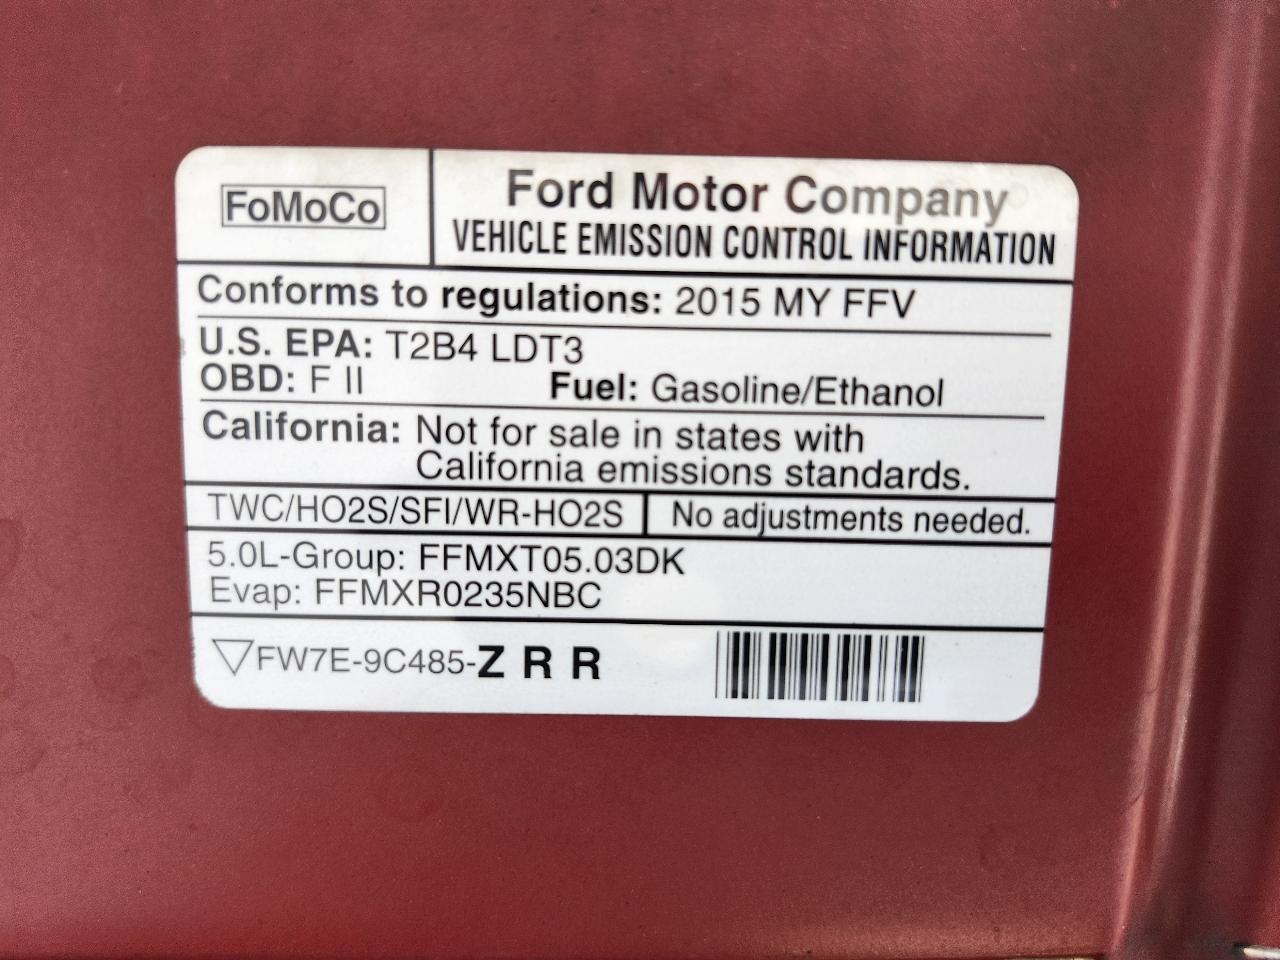 FoMoCo
Ford Motor Company
VEHICLE EMISSION CONTROL INFORMATION
Conforms to regulations: 2015 MY FFV
U.S. EPA: T2B4 LDT3
OBD: F II Fuel: Gasoline/Ethanol
California: Not for sale in states with
California emissions standards.
TWC/HO2S/SFI/WR-HO2S No adjustments needed.
5.0L-Group: FFMXT05.03DK
Evap: FFMXR0235NBC
▽FW7E-9C485-Z R R